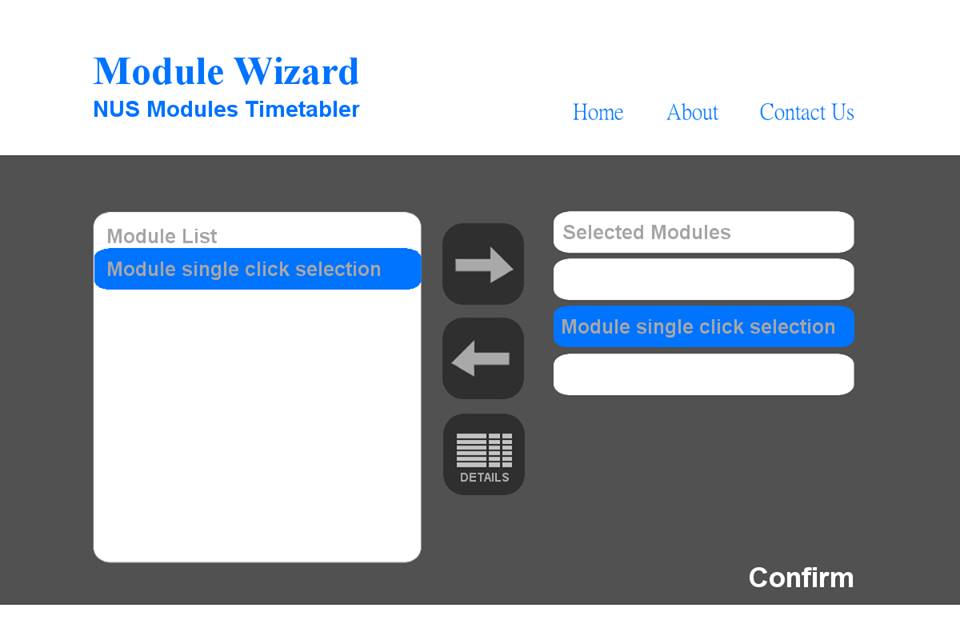 Module Wizard
NUS Modules Timetabler
Home About Contact Us
Module List
Module single click selection
Selected Modules
Module single click selection
DETAILS
Confirm